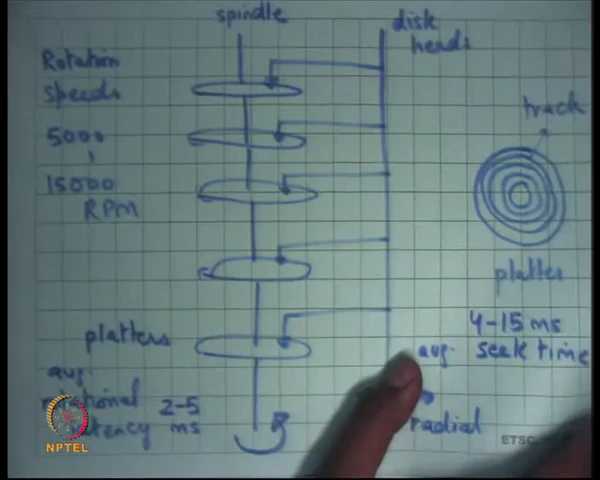 spindle
disk
heads
Rotation
Speeds
5000
15000
RPM
track
platter
platters
4-15 ms
avg. seek time
avg.
rotational 2-5
latency ms
radial
NPTEL
ETSC